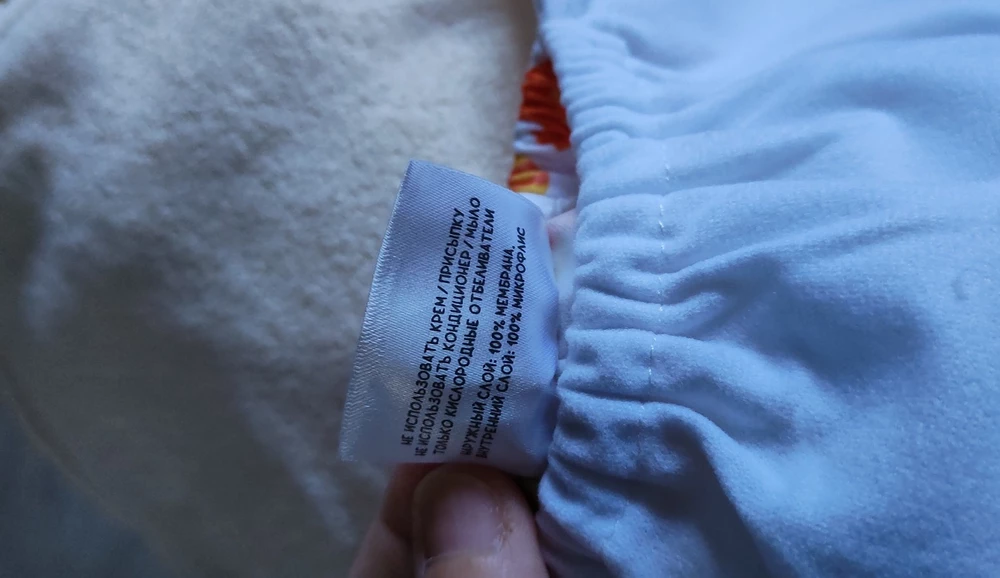 НЕ ИСПОЛЬЗОВАТЬ КРЕМ / ПРИСЫПКУ
НЕ ИСПОЛЬЗОВАТЬ КОНДИЦИОНЕР / МЫЛО
ТОЛЬКО КИСЛОРОДНЫЕ ОТБЕЛИВАТЕЛИ
НАРУЖНЫЙ СЛОЙ: 100% МЕМБРАНА,
ВНУТРЕННИЙ СЛОЙ: 100% МИКРОФЛИС